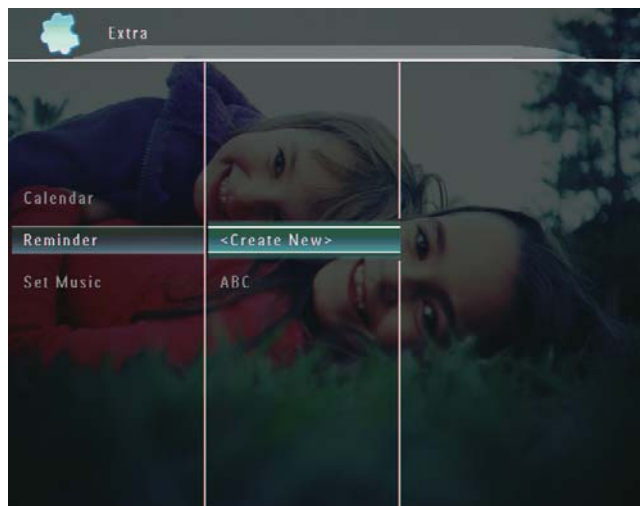 Extra
Calendar
Reminder
<Create New>
Set Music
ABC